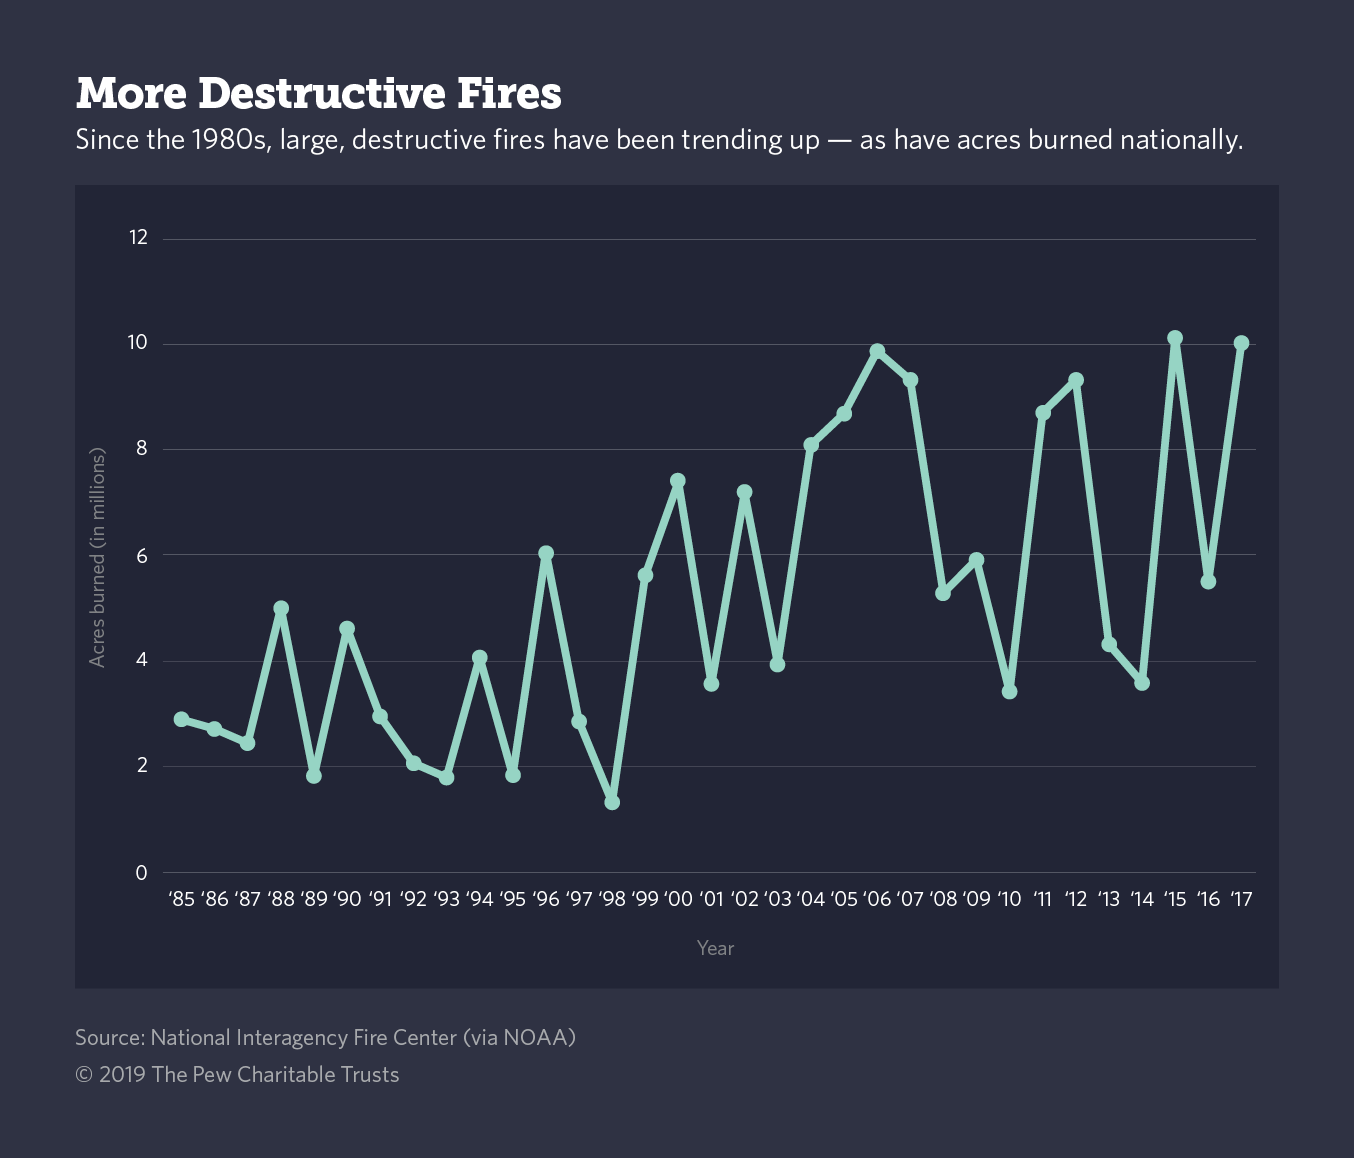 More Destructive Fires
Since the 1980s, large, destructive fires have been trending up — as have acres burned nationally.
12
10
8
6
4
2
0
Acres burned (in millions)
‘85 ‘86 ‘87 ‘88 ‘89 ‘90 ‘91 ‘92 ‘93 ‘94 ‘95 ‘96 ‘97 ‘98 ‘99 ‘00 ‘01 ‘02 ‘03 ‘04 ‘05 ‘06 ‘07 ‘08 ‘09 ‘10 ‘11 ‘12 ‘13 ‘14 ‘15 ‘16 ‘17
Year
Source: National Interagency Fire Center (via NOAA)
© 2019 The Pew Charitable Trusts